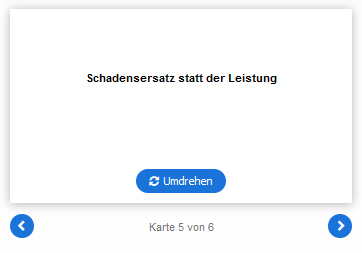 Schadensersatz statt der Leistung
Umdrehen
Karte 5 von 6